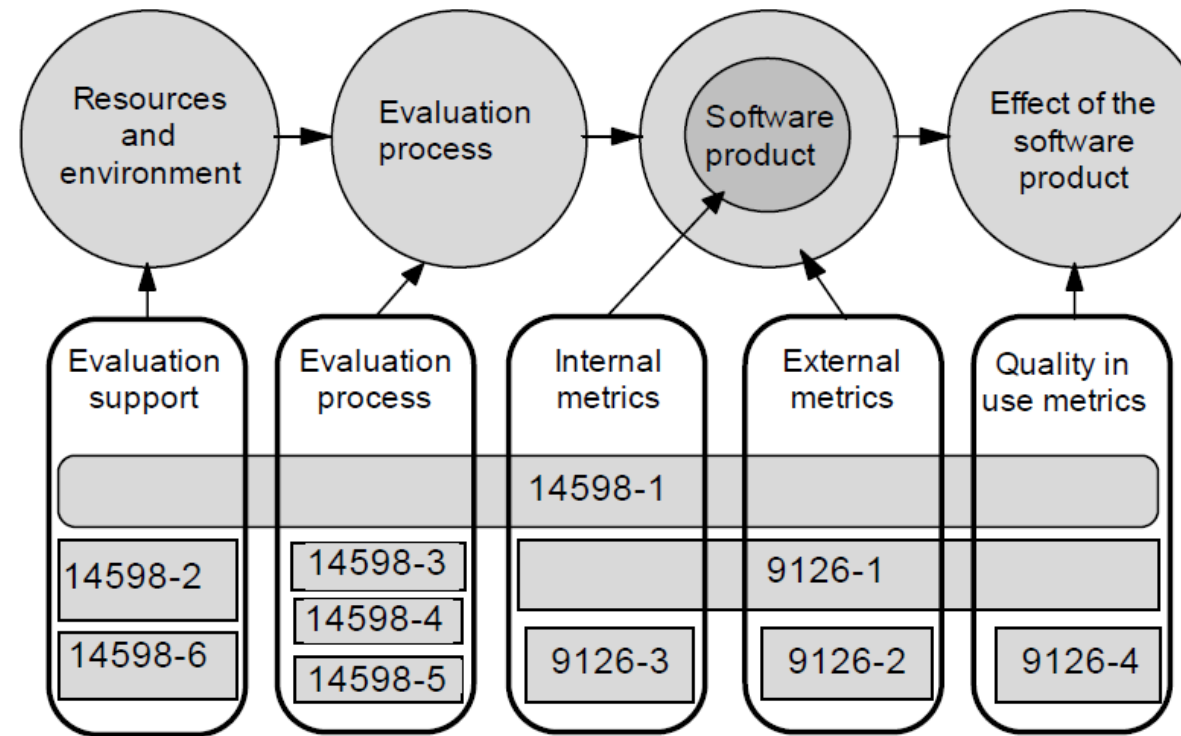 Resources
and
environment
Evaluation
process
Software
product
Effect of the
software
product
Evaluation
support
Evaluation
process
Internal
metrics
External
metrics
Quality in
use metrics
14598-1
14598-2
14598-6
14598-3
14598-4
14598-5
9126-1
9126-3
9126-2
9126-4